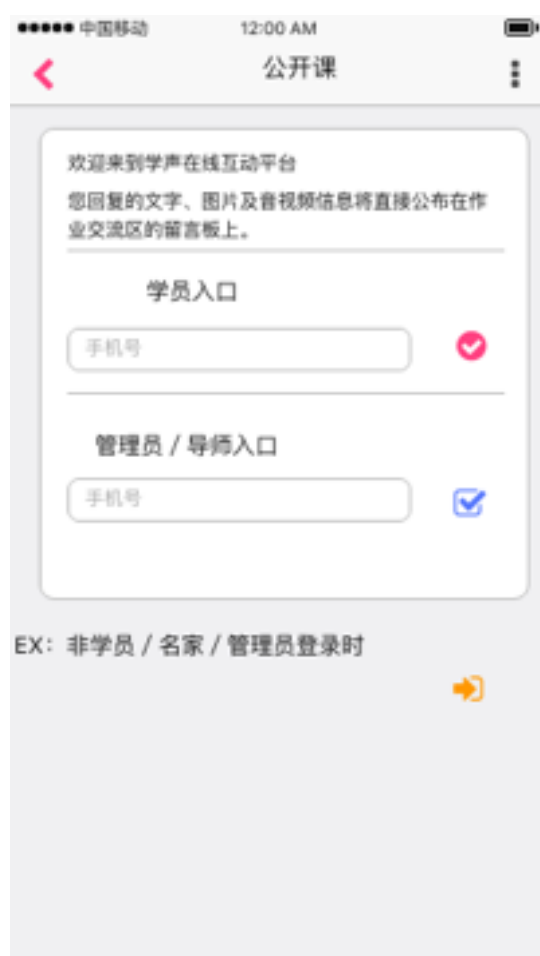 中国移动 12:00 AM
公开课
欢迎来到学声在线互动平台
您回复的文字、图片及音视频信息将直接公布在作
业交流区的留言板上。
学员入口
手机号
管理员 / 导师入口
手机号
EX：非学员 / 名家 / 管理员登录时